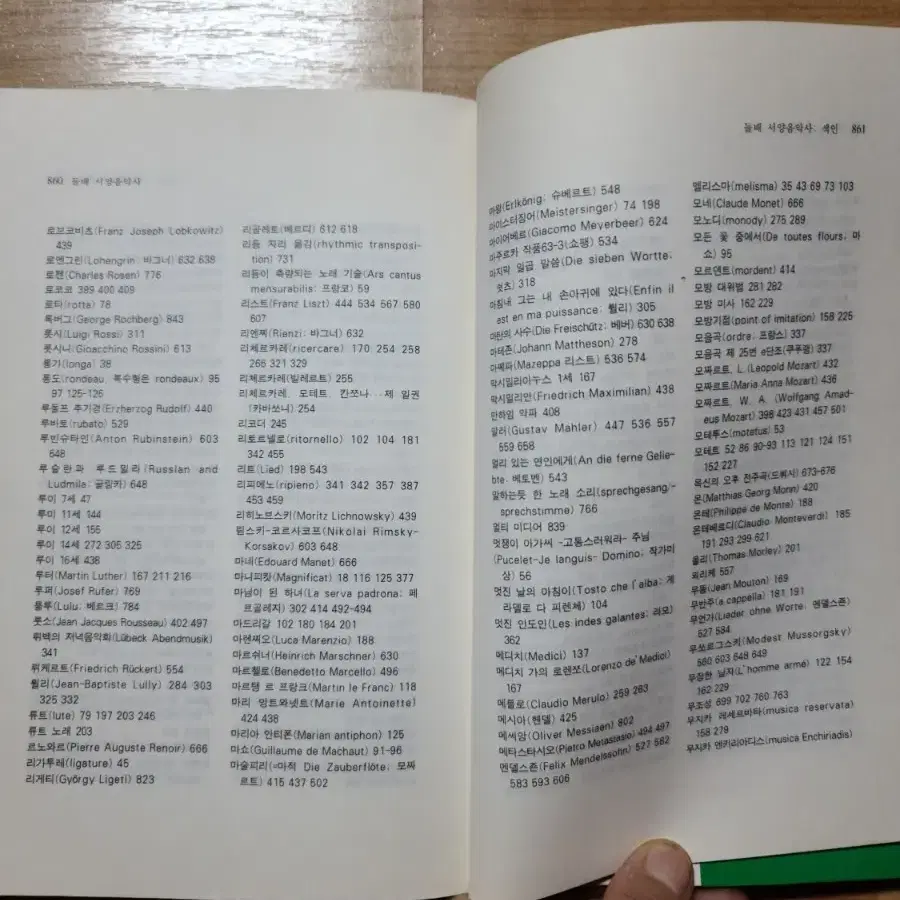 860 들배 서양음악사
로브코비츠(Franz Joseph Lobkowitz)
439
로엔그린(Lohengrin: 바그너) 632 638
로젠(Charles Rosen) 776
로코코 389 400 409
로타(rotte) 78
록버그(George Rochberg) 843
롯시(Luigi Rossi) 311
롯시니(Gioacchino Rossini) 613
롱가(longa) 38
롱도(rondeau, 복수형은 rondeaux) 95
97 125-126
루돌프 추기경(Erzherzog Rudolf) 440
루바토(rubato) 529
루빈슈타인(Anton Rubinstein) 603
648
루슬란과 루드밀라(Russlan and
Ludmila: 글링카) 648
루이 7세 47
루이 11세 144
루이 12세 155
루이 14세 272 305 325
루이 16세 438
루터(Martin Luther) 167 211 216
루퍼(Josef Rufer) 769
룰루(Lulu; 베르크) 784
룻소(Jean Jacques Rousseau) 402 497
뤼벡의 저녁음악회(Lübeck Abendmusik)
341
뤼케르트(Friedrich Rückert) 554
륄리(Jean-Baptiste Lully) 284 303
325 332
류트(lute) 79 197 203 246
류트 노래 203
르노와르(Pierre Auguste Renoir) 666
리가투레(ligature) 45
리게티(György Ligeti) 823
리골레토(베르디) 612 618
리듬 자리 옮김(rhythmic transposi-
tion) 731
리듬이 측량되는 노래 기술(Ars cantus
mensurabilis: 프랑코) 59
리스트(Franz Liszt) 444 534 567 580
607
리엔찌(Rienzi: 바그너) 632
리체르카레(ricercare) 170 254 258
266 321 329
리체르카레(빌레르트) 255
리체르카레, 모테트, 칸쪼나…제 일권
(카바쏘니) 254
리코더 245
리토르넬로(ritornello) 102 104 181
342 455
리트(Lied) 198 543
리피에노(ripieno) 341 342 357 387
453 459
리히노브스키(Moritz Lichnowsky) 439
림스키-코르사코프(Nikolai Rimsky-
Korsakov) 603 648
마네(Edouard Manet) 666
마니피캇(Magnificat) 18 116 125 377
마님이 된 하녀(La serva padrona: 페
르골레지) 302 414 492-494
마드리갈 102 180 184 201
마렌쪄오(Luca Marenzio) 188
마르쉬너(Heinrich Marschner) 630
마르첼로(Benedetto Marcello) 496
마르탱 르 프랑크(Martin le Franc) 118
마리 앙트와넷트(Marie Antoinette)
424 438
마리아 안티폰(Marian antiphon) 125
마쇼(Guillaume de Machaut) 91-96
마술피리(=마적 Die Zauberflöte; 모짜
르트) 415 437 502
들배 서양음악사: 색인 861
마왕(Erlkönig, 슈베르트) 548
마이스터징어(Meistersinger) 74 198
마이어베르(Giacomo Meyerbeer) 624
마주르카 작품63-3(쇼팽) 534
마지막 일곱 말씀(Die sieben Wortte,
쉿츠) 318
마침내 그는 내 손아귀에 있다(Enfin il
est en ma puissance; 륄리) 305
마탄의 사수(Die Freischütz; 베버) 630 638
마테존(Johann Mattheson) 278
마제파(Mazeppa 리스트) 536 574
막시밀리아누스 1세 167
막시밀리안(Friedrich Maximilian) 438
만하임 악파 408
말러(Gustav Mahler) 447 536 557
559 658
멀리 있는 연인에게(An die ferne Gelie-
bte, 베토벤) 543
말하는듯 한 노래 소리(sprechgesang/-
sprechstimme) 766
멀티 미디어 839
멋쟁이 아가씨 -고통스러워라- 주님
(Pucelet-Je languis- Domino; 작가미
상) 56
멋진 날의 아침이(Tosto che l'alba; 게
라델로 다 피렌체) 104
멋진 인도인(Les indes galantes; 라모)
362
메디치(Medici) 137
메디치 가의 로렌쪼(Lorenzo de' Medici)
167
메룰로(Claudio Merulo) 259 263
메시아(헨델) 425
메씨앙(Oliver Messiaen) 802
메타스타시오(Pietro Metastasio) 494 497
멘델스죤(Felix Mendelssohn) 527 562
583 593 606
멜리스마(melisma) 35 43 69 73 103
모네(Claude Monet) 666
모노디(monody) 275 289
모든 꽃 중에서(De toutes flours, 마
쇼) 95
모르덴트(mordent) 414
모방 대위법 281 282
모방 미사 162 229
모방기점(point of imitation) 158 225
모음곡(ordre; 프랑스) 337
모음곡 제 25번 e단조(쿠푸랭) 337
모짜르트, L. (Leopold Mozart) 432
모짜르트(Maria Anna Mozart) 436
모짜르트, W. A. (Wolfgang Amad-
eus Mozart) 398 423 431 457 501
모테투스(motetus) 53
모테트 52 86 90-93 113 121 124 151
152 227
목신의 오후 전주곡(드뷔시) 673-676
몬(Matthias Georg Monn) 420
몬테(Philippe de Monte) 188
몬테베르디(Claudio Monteverdi) 185
191 293 299 621
몰리(Thomas Morley) 201
뫼리케 557
무똥(Jean Mouton) 169
무반주(a cappella) 181 191
무언가(Lieder ohne Worte, 멘델스죤)
527 584
무쏘르그스키(Modest Mussorgsky)
560 603 648 649
무장한 남자(L'homme armé) 122 154
162 229
무조성 699 702 760 763
무지카 레세르바타(musica reservata)
158 279
무지카 엔키리아디스(musica Enchiriadis)